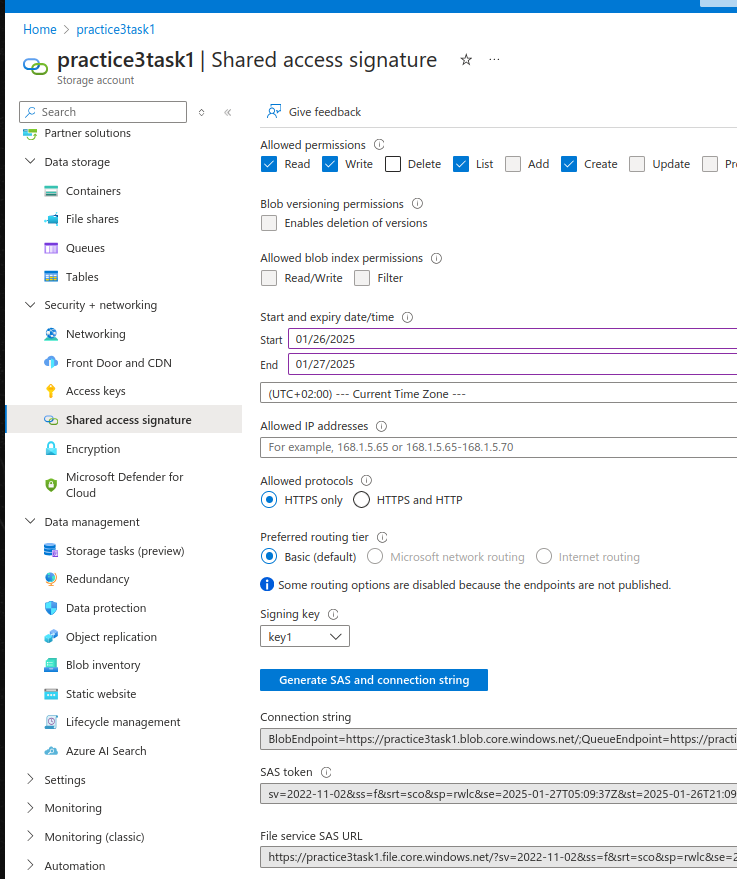 Home > practice3task1
practice3task1 | Shared access signature
Storage account
Search
Partner solutions
Data storage
Containers
File shares
Queues
Tables
Security + networking
Networking
Front Door and CDN
Access keys
Shared access signature
Encryption
Microsoft Defender for
Cloud
Data management
Storage tasks (preview)
Redundancy
Data protection
Object replication
Blob inventory
Static website
Lifecycle management
Azure AI Search
Settings
Monitoring
Monitoring (classic)
Automation
Give feedback
Allowed permissions
Read Write Delete List Add Create Update
Blob versioning permissions
Enables deletion of versions
Allowed blob index permissions
Read/Write Filter
Start and expiry date/time
Start 01/26/2025
End 01/27/2025
(UTC+02:00) --- Current Time Zone ---
Allowed IP addresses
For example, 168.1.5.65 or 168.1.5.65-168.1.5.70
Allowed protocols
HTTPS only HTTPS and HTTP
Preferred routing tier
Basic (default) Microsoft network routing Internet routing
Some routing options are disabled because the endpoints are not published.
Signing key
key1
Generate SAS and connection string
Connection string
BlobEndpoint=https://practice3task1.blob.core.windows.net/;QueueEndpoint=https://practi
SAS token
sv=2022-11-02&ss=f&srt=sco&sp=rwlc&se=2025-01-27T05:09:37Z&st=2025-01-26T21:09
File service SAS URL
https://practice3task1.file.core.windows.net/?sv=2022-11-02&ss=f&srt=sco&sp=rwlc&se=2